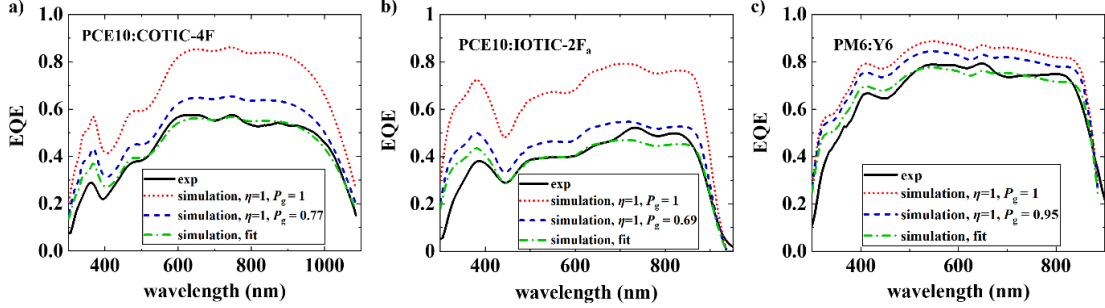 a)
PCE10:COTIC-4F
EQE
1.0
0.8
0.6
0.4
0.2
0.0
exp
simulation, η=1, Pg = 1
simulation, η=1, Pg = 0.77
simulation, fit
400 600 800 1000
wavelength (nm)
b)
PCE10:IOTIC-2Fa
EQE
1
0.8
0.6
0.4
0.2
0
exp
simulation, η=1, Pg = 1
simulation, η=1, Pg = 0.69
simulation, fit
400 600 800
wavelength (nm)
c)
PM6:Y6
EQE
1.0
0.8
0.6
0.4
0.2
0.0
exp
simulation, η=1, Pg = 1
simulation, η=1, Pg = 0.95
simulation, fit
400 600 800
wavelength (nm)